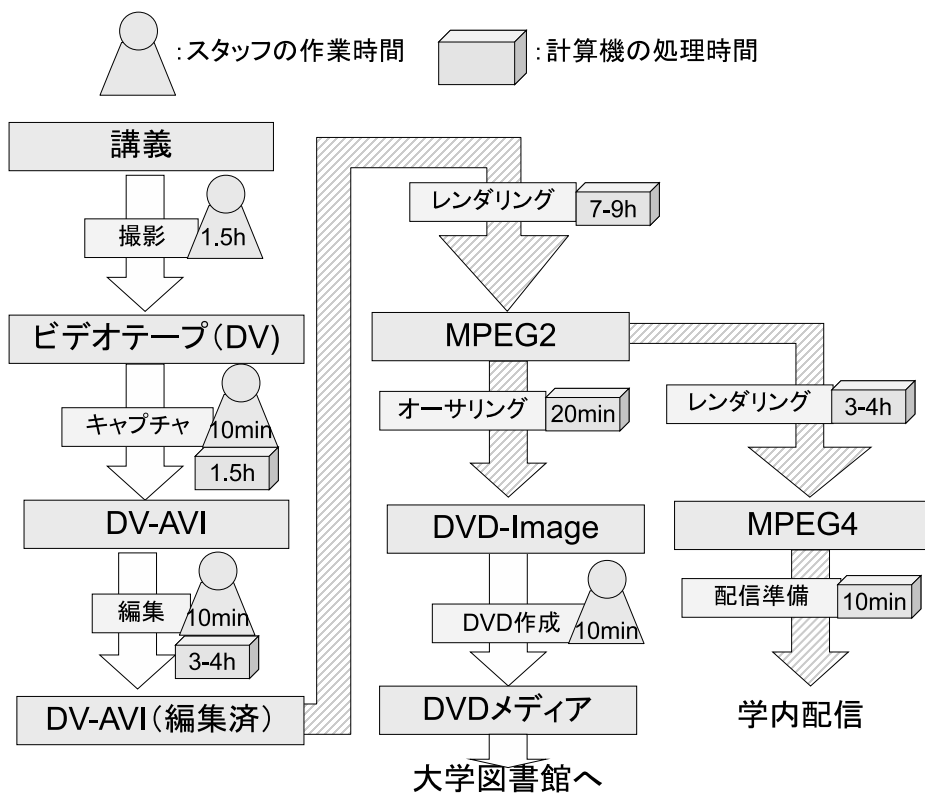 :スタッフの作業時間
:計算機の処理時間
講義
撮影
1.5h
ビデオテープ(DV)
キャプチャ
10min
1.5h
DV-AVI
編集
10min
3-4h
DV-AVI(編集済)
レンダリング
7-9h
MPEG2
オーサリング
20min
DVD-Image
DVD作成
10min
DVDメディア
大学図書館へ
レンダリング
3-4h
MPEG4
配信準備
10min
学内配信